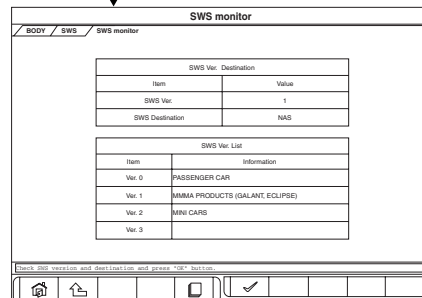 SWS monitor
BODY SWS SWS monitor
SWS Ver. Destination
Item Value
SWS Ver. 1
SWS Destination NAS
SWS Ver. List
Item Information
Ver. 0 PASSENGER CAR
Ver. 1 MMMA PRODUCTS (GALANT, ECLIPSE)
Ver. 2 MINI CARS
Ver. 3
Check SWS version and destination and press "OK" button.